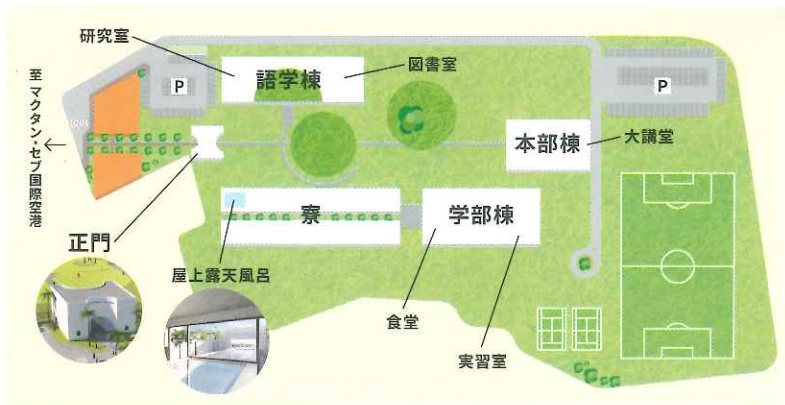 研究室
語学棟
図書室
P
P
至 マクタン・セブ国際空港
本部棟
大講堂
正門
寮
学部棟
屋上露天風呂
食堂
実習室